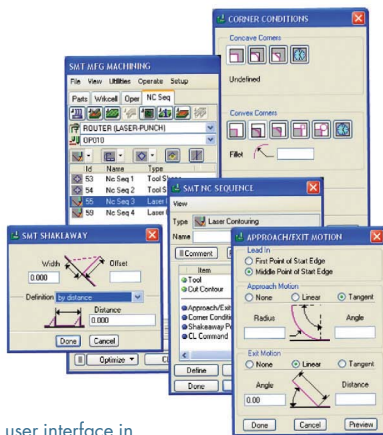 CORNER CONDITIONS
Concave Corners
Undefined
Convex Corners
Fillet
SMT MFG MACHINING
File View Utilities Operate Setup
Parts Wrkcell Oper NC Seq
ROUTER (LASER-PUNCH)
OP010
Id Name Type
53 Nc Seq 1 Tool
54 Nc Seq 2 Tool S
55 Nc Seq 3 Laser
59 Nc Seq 4 Laser
Optimize
SMT NC SEQUENCE
View
Type Laser Contouring
Name
Comment
Item
Tool
Cut Contour
Approach/Exit
Corner Conditi
Shakeaway P
CL Command
Define
Done
SMT SHAKEAWAY
Width Offset
0.000
Definition by distance
Distance
0.000
Done Cancel
APPROACH/EXIT MOTION
Lead In
First Point of Start Edge
Middle Point of Start Edge
Approach Motion
None Linear Tangent
Radius Angle
Exit Motion
None Linear Tangent
Angle Distance
0.00
Done Cancel Preview
user interface in